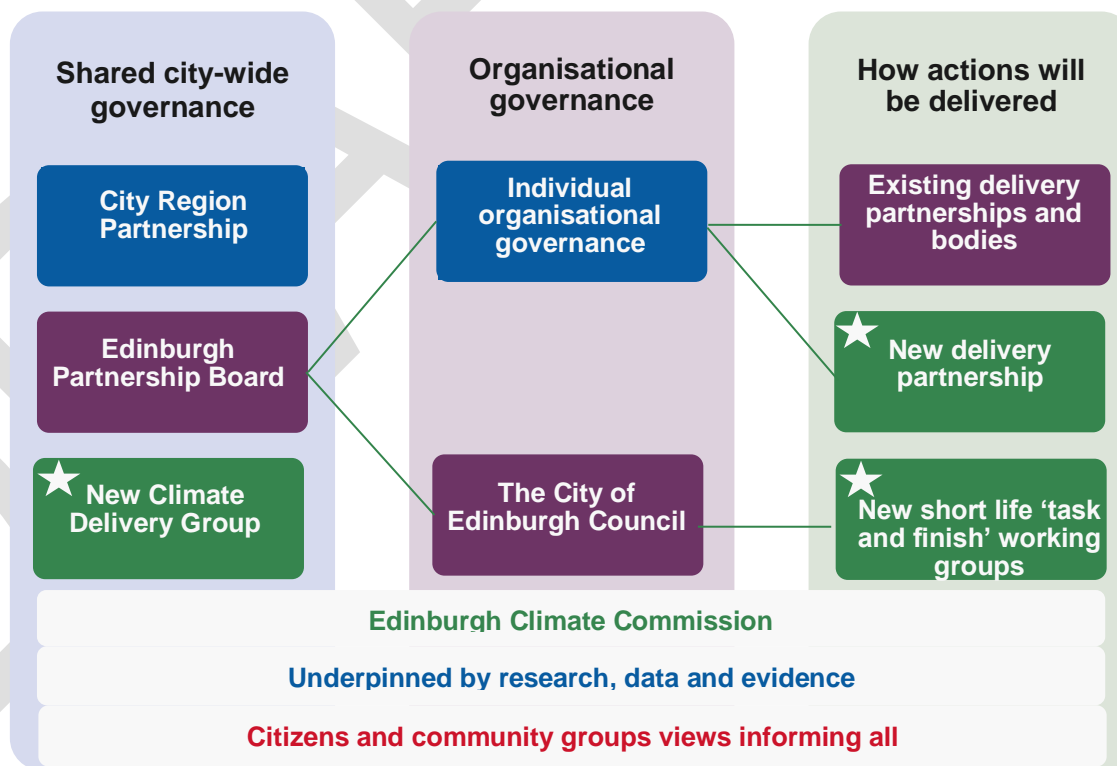 Shared city-wide
governance
City Region
Partnership
Edinburgh
Partnership Board
New Climate
Delivery Group
Organisational
governance
Individual
organisational
governance
The City of
Edinburgh Council
How actions will
be delivered
Existing delivery
partnerships and
bodies
New delivery
partnership
New short life ‘task
and finish’ working
groups
Edinburgh Climate Commission
Underpinned by research, data and evidence
Citizens and community groups views informing all